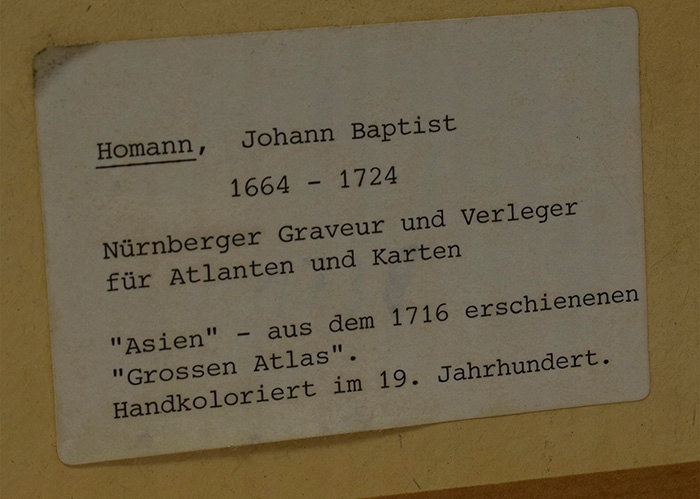 Homann, Johann Baptist
1664 - 1724
Nürnberger Graveur und Verleger
für Atlanten und Karten
"Asien" - aus dem 1716 erschienenen
"Grossen Atlas".
Handkoloriert im 19. Jahrhundert.